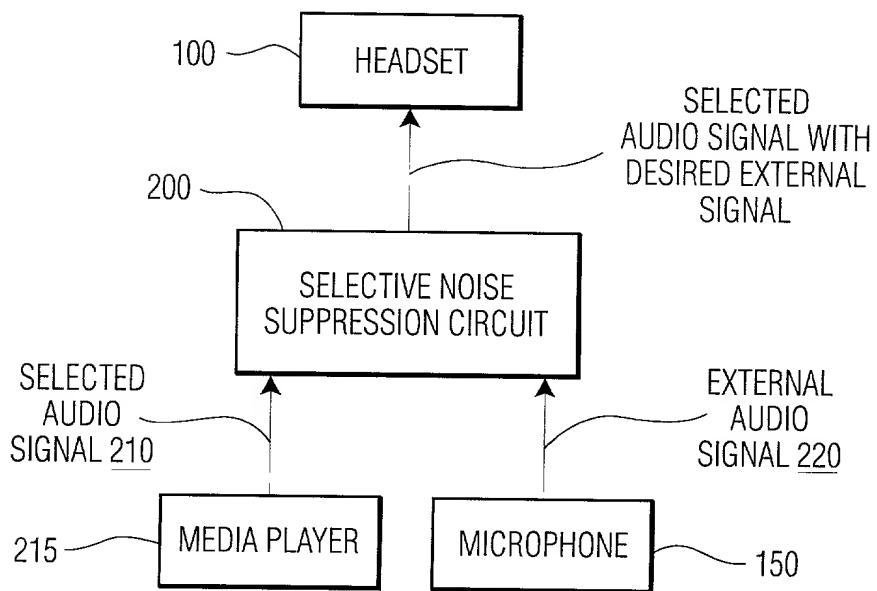 100
HEADSET
SELECTED
AUDIO SIGNAL WITH
DESIRED EXTERNAL
SIGNAL
200
SELECTIVE NOISE
SUPPRESSION CIRCUIT
SELECTED
AUDIO
SIGNAL 210
EXTERNAL
AUDIO
SIGNAL 220
215
MEDIA PLAYER
MICROPHONE
150